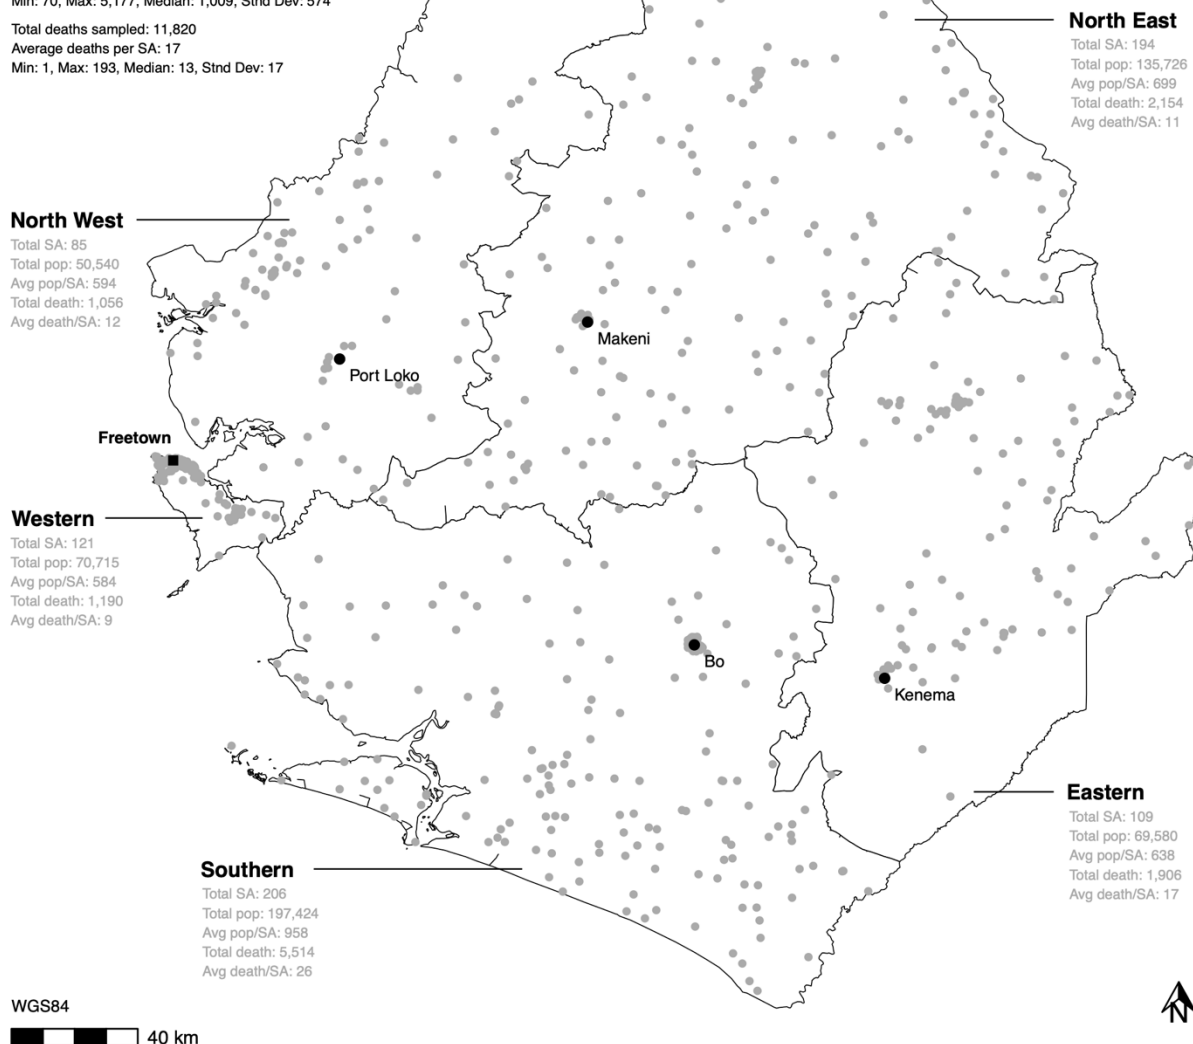 Min: 70, Max: 5,177, Median: 1,009, Stnd Dev: 574
Total deaths sampled: 11,820
Average deaths per SA: 17
Min: 1, Max: 193, Median: 13, Stnd Dev: 17
North East
Total SA: 194
Total pop: 135,726
Avg pop/SA: 699
Total death: 2,154
Avg death/SA: 11
North West
Total SA: 85
Total pop: 50,540
Avg pop/SA: 594
Total death: 1,056
Avg death/SA: 12
Makeni
Port Loko
Freetown
Western
Total SA: 121
Total pop: 70,715
Avg pop/SA: 584
Total death: 1,190
Avg death/SA: 9
Bo
Kenema
Eastern
Total SA: 109
Total pop: 69,580
Avg pop/SA: 638
Total death: 1,906
Avg death/SA: 17
Southern
Total SA: 206
Total pop: 197,424
Avg pop/SA: 958
Total death: 5,514
Avg death/SA: 26
WGS84
40 km
N